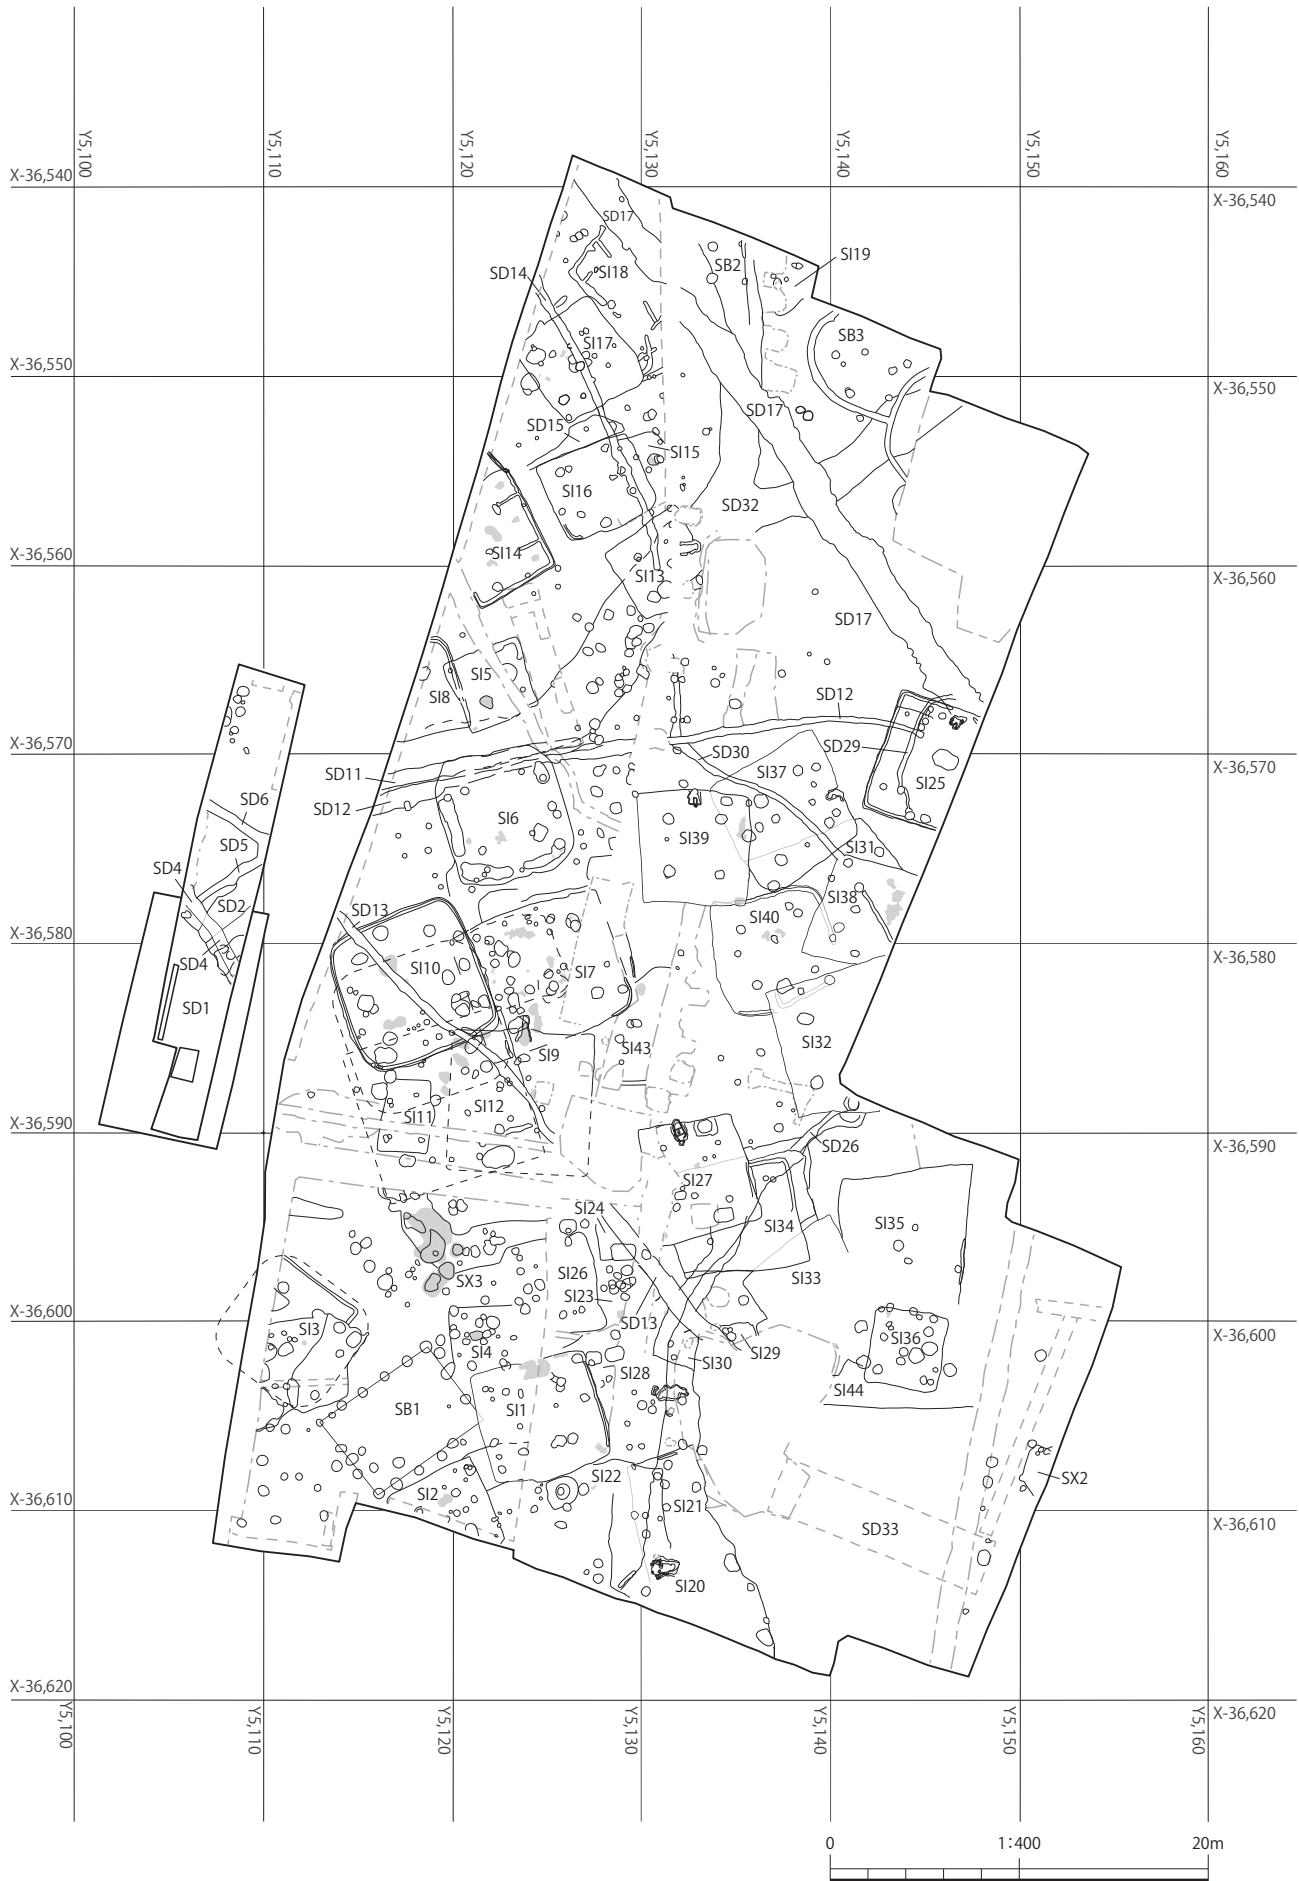 Y5,100
Y5,110
Y5,120
Y5,130
Y5,140
Y5,150
Y5,160
X-36,540
X-36,540
SD17
SI19
SB2
SD14
SI18
SB3
SI17
X-36,550
X-36,550
SD17
SD15
SI15
SI16
SD32
X-36,560
SI14
X-36,560
SI13
SD17
SI5
SI8
SD12
X-36,570
SD30
SD29
X-36,570
SD11
SI37
SI25
SD6
SD12
SI6
SI39
SD5
SI31
SD4
SI38
SD2
SD13
SI40
X-36,580
X-36,580
SD4
SI10
SI7
SD1
SI32
SI9
SI43
SI12
SI11
X-36,590
X-36,590
SD26
SI27
SI24
SI34
SI35
SI26
SI33
SX3
SI23
X-36,600
SD13
X-36,600
SI3
SI36
SI4
SI29
SI30
SI28
SI44
SB1
SI1
SI22
SX2
SI2
SI21
X-36,610
X-36,610
SD33
SI20
X-36,620
X-36,620
Y5,100
Y5,110
Y5,120
Y5,130
Y5,140
Y5,150
Y5,160
0
1:400
20m